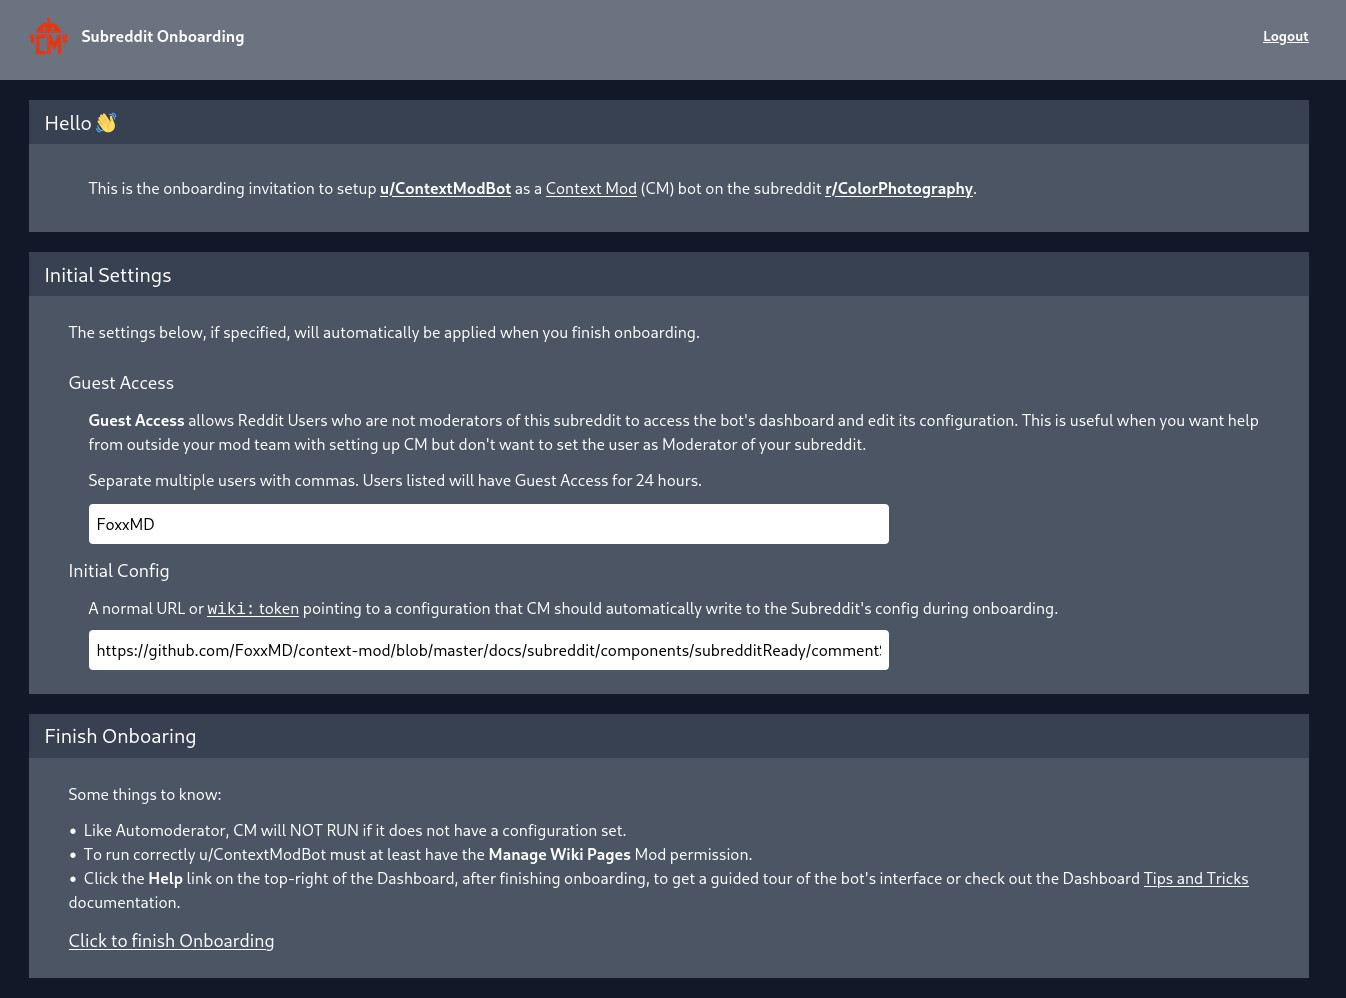 CM
Subreddit Onboarding
Logout
Hello 👋
This is the onboarding invitation to setup u/ContextModBot as a Context Mod (CM) bot on the subreddit r/ColorPhotography.
Initial Settings
The settings below, if specified, will automatically be applied when you finish onboarding.
Guest Access
Guest Access allows Reddit Users who are not moderators of this subreddit to access the bot's dashboard and edit its configuration. This is useful when you want help
from outside your mod team with setting up CM but don't want to set the user as Moderator of your subreddit.
Separate multiple users with commas. Users listed will have Guest Access for 24 hours.
FoxxMD
Initial Config
A normal URL or wiki: token pointing to a configuration that CM should automatically write to the Subreddit's config during onboarding.
https://github.com/FoxxMD/context-mod/blob/master/docs/subreddit/components/subredditReady/comment
Finish Onboaring
Some things to know:
• Like Automoderator, CM will NOT RUN if it does not have a configuration set.
• To run correctly u/ContextModBot must at least have the Manage Wiki Pages Mod permission.
• Click the Help link on the top-right of the Dashboard, after finishing onboarding, to get a guided tour of the bot's interface or check out the Dashboard Tips and Tricks
documentation.
Click to finish Onboarding